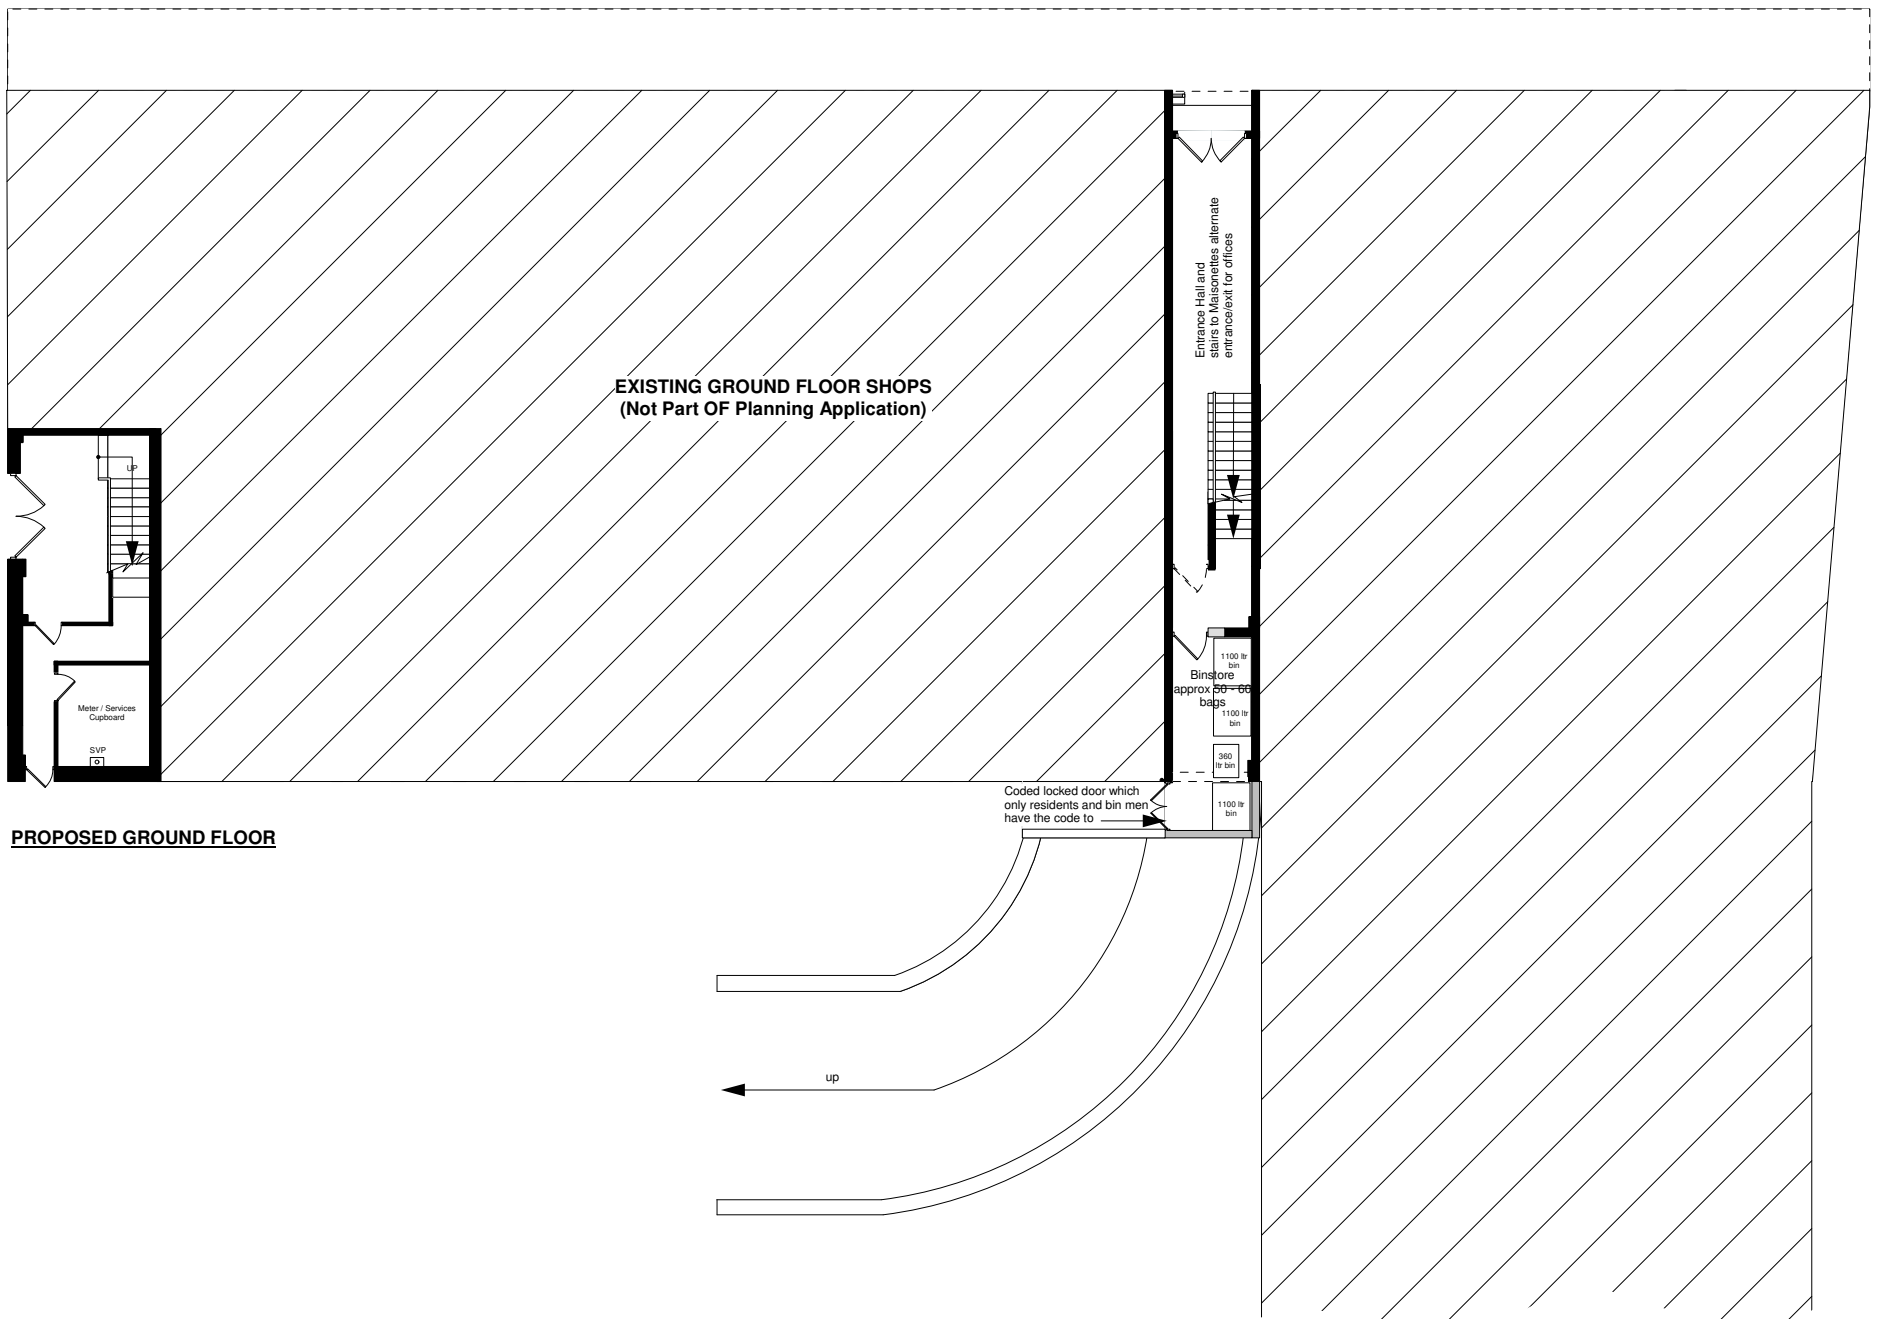 Entrance Hall and
stairs to Maisonettes alternate
entrance/exit for offices
EXISTING GROUND FLOOR SHOPS
(Not Part OF Planning Application)
UP
1100 ltr
bin
Binstore
approx 50 - 60
bags
1100 ltr
bin
Meter / Services
Cupboard
SVP
360
ltr bin
Coded locked door which
only residents and bin men
have the code to
1100 ltr
bin
PROPOSED GROUND FLOOR
up